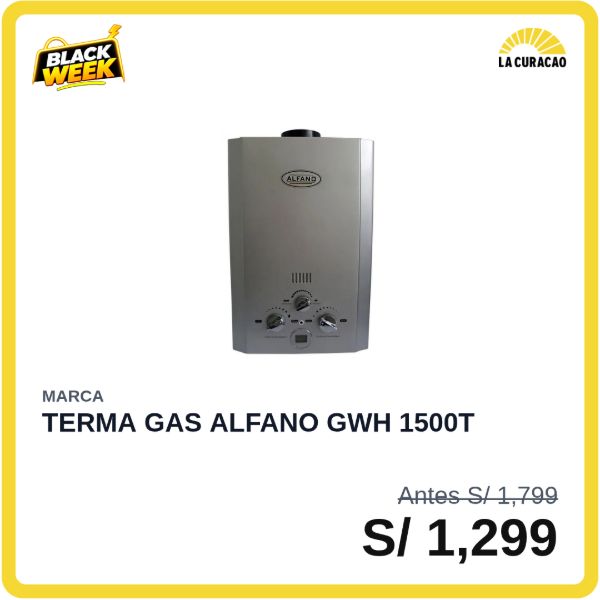 BLACK
WEEK
LA CURACAO
ALFANO
MARCA
TERMA GAS ALFANO GWH 1500T
Antes S/ 1,799
S/ 1,299